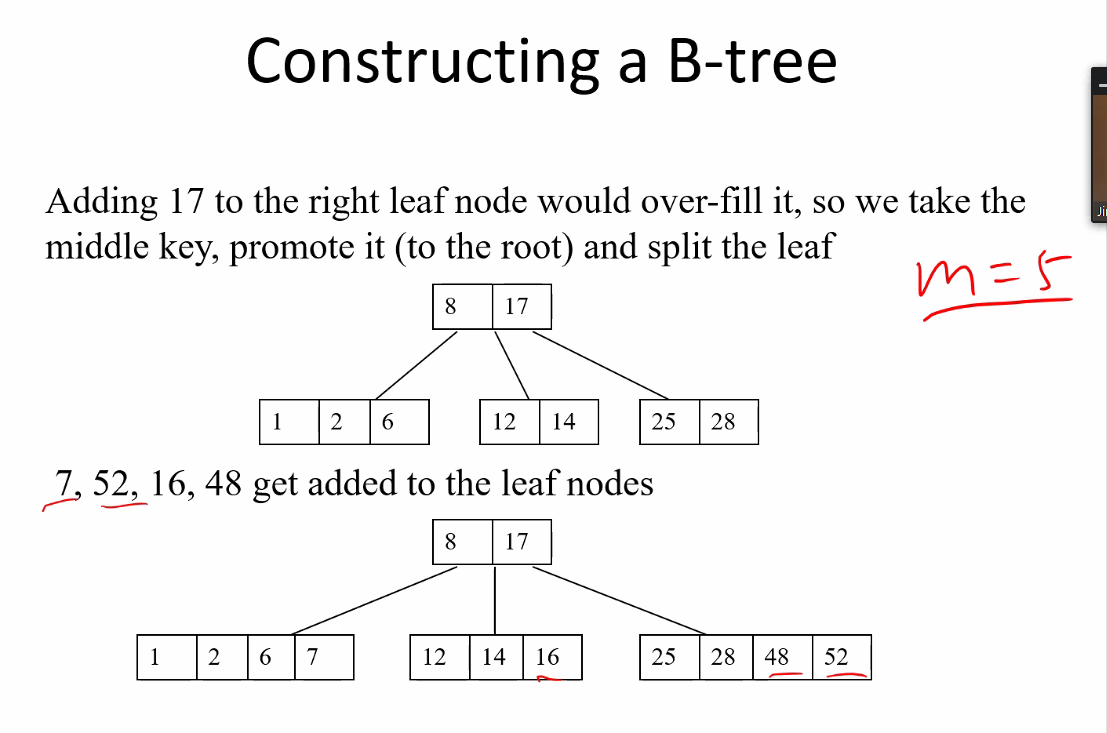 Constructing a B-tree
Adding 17 to the right leaf node would over-fill it, so we take the
middle key, promote it (to the root) and split the leaf
m = 5
8 17
1 2 6 12 14 25 28
7, 52, 16, 48 get added to the leaf nodes
8 17
1 2 6 7 12 14 16 25 28 48 52